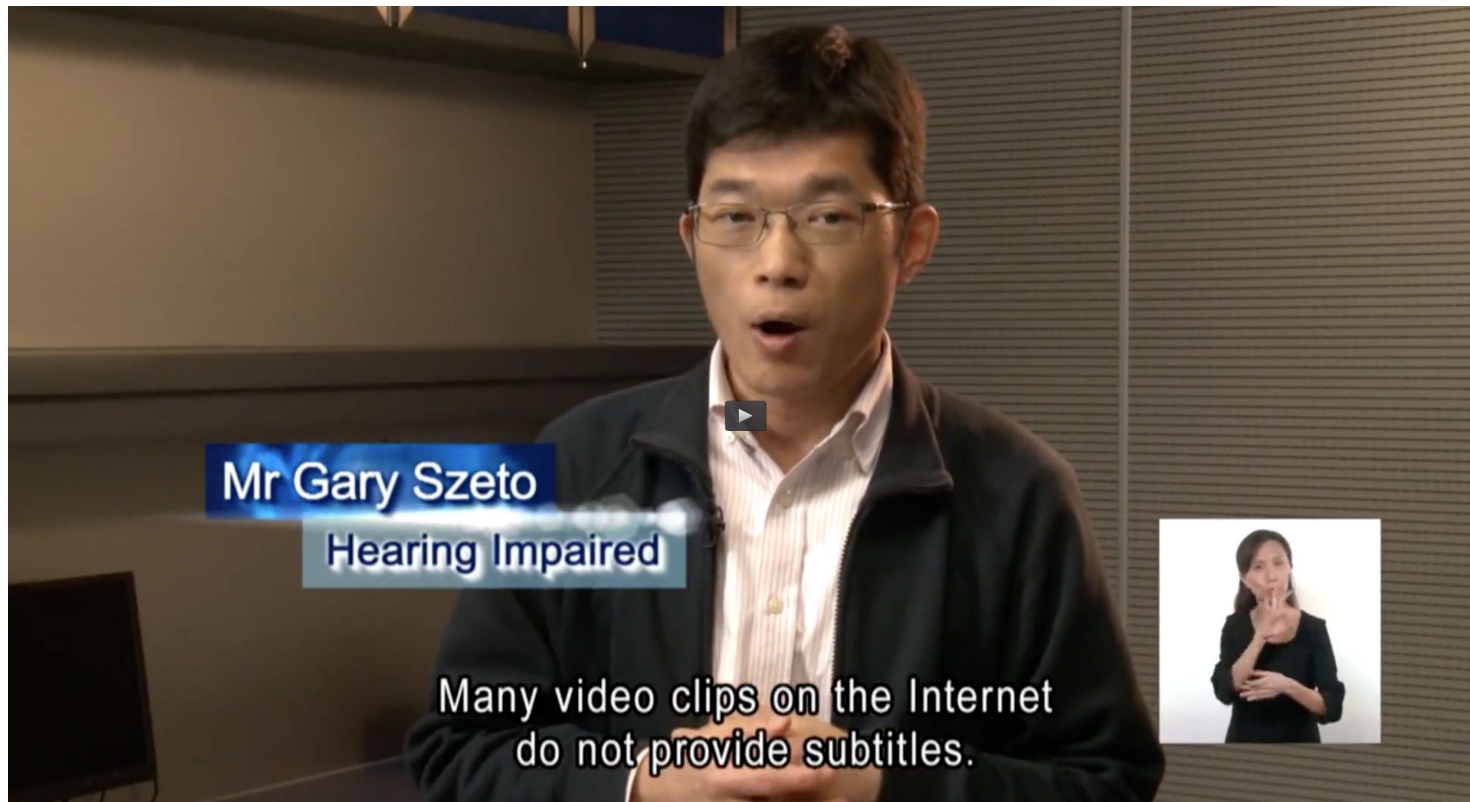 Mr Gary Szeto
Hearing Impaired
Many video clips on the Internet
do not provide subtitles.